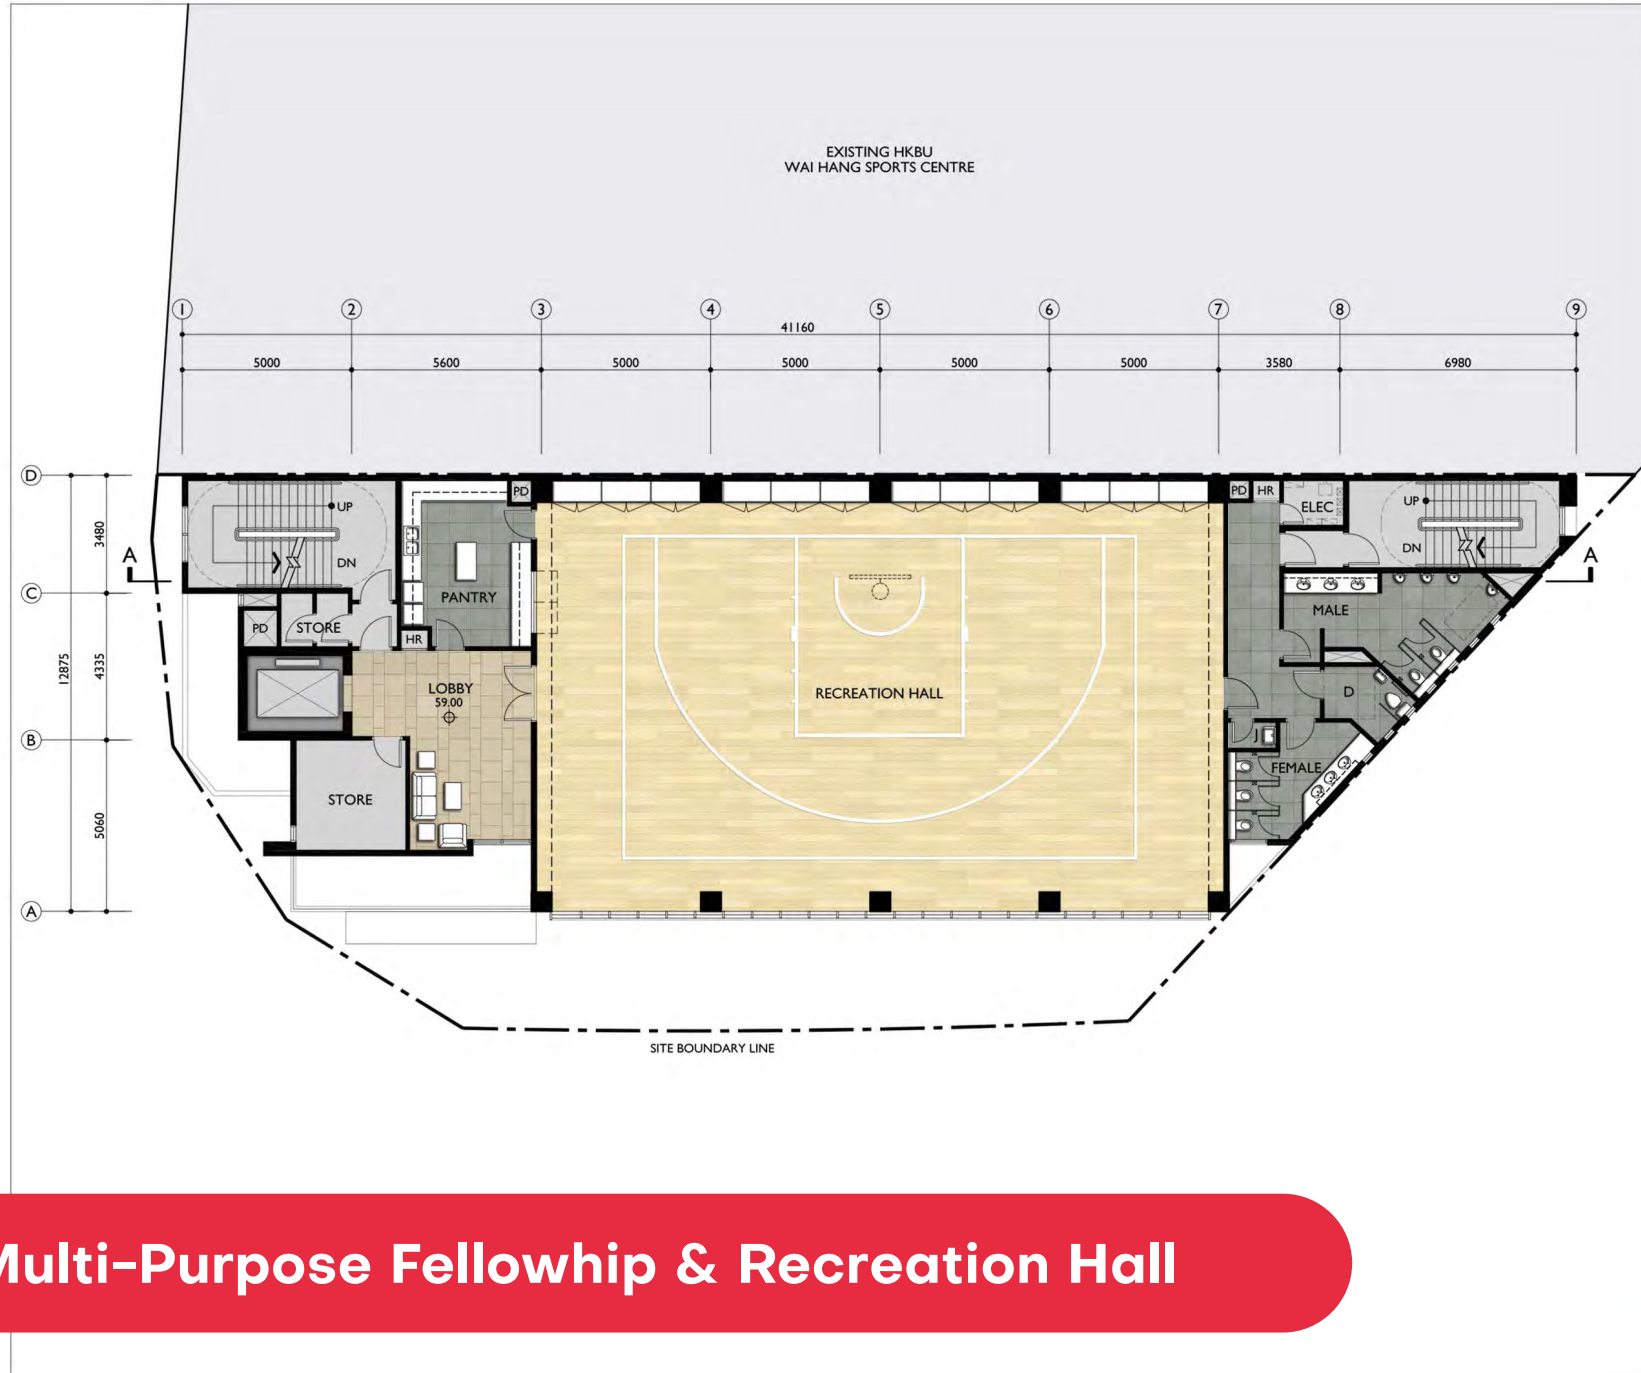 EXISTING HKBU
WAI HANG SPORTS CENTRE
1 2 3 4 5 6 7 8 9
41160
5000 5600 5000 5000 5000 5000 3580 6980
D
C
B
A
3480
4335
5060
12875
A
A
UP
DN
PD
PANTRY
HR
PD
STORE
LOBBY
59.00
STORE
RECREATION HALL
PD HR
ELEC
UP
DN
MALE
D
J
FEMALE
SITE BOUNDARY LINE
Multi-Purpose Fellowhip & Recreation Hall